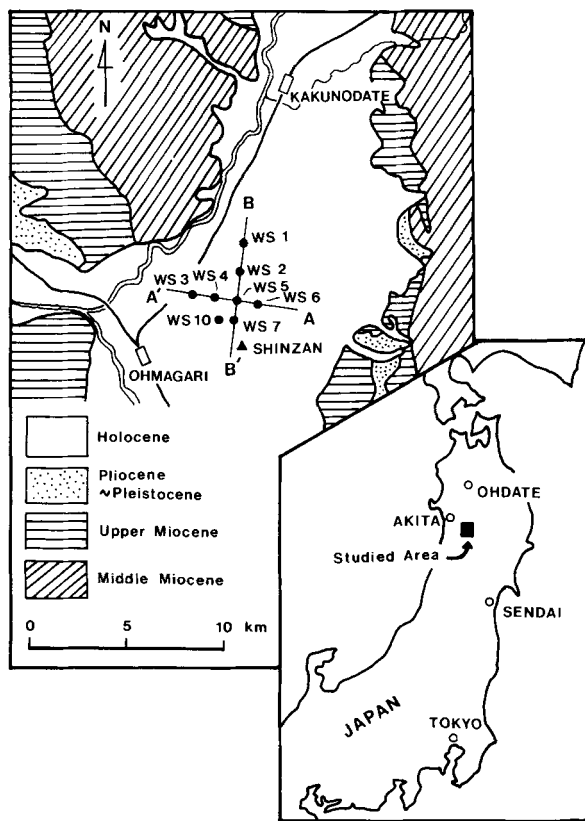 N
KAKUNODATE
B
WS 1
WS 2
WS 3
WS 4
WS 5
A'
WS 6
WS 10
WS 7
A
SHINZAN
B'
OHMAGARI
Holocene
Pliocene
~Pleistocene
Upper Miocene
Middle Miocene
0 5 10 km
OHDATE
AKITA
Studied Area
SENDAI
JAPAN
TOKYO